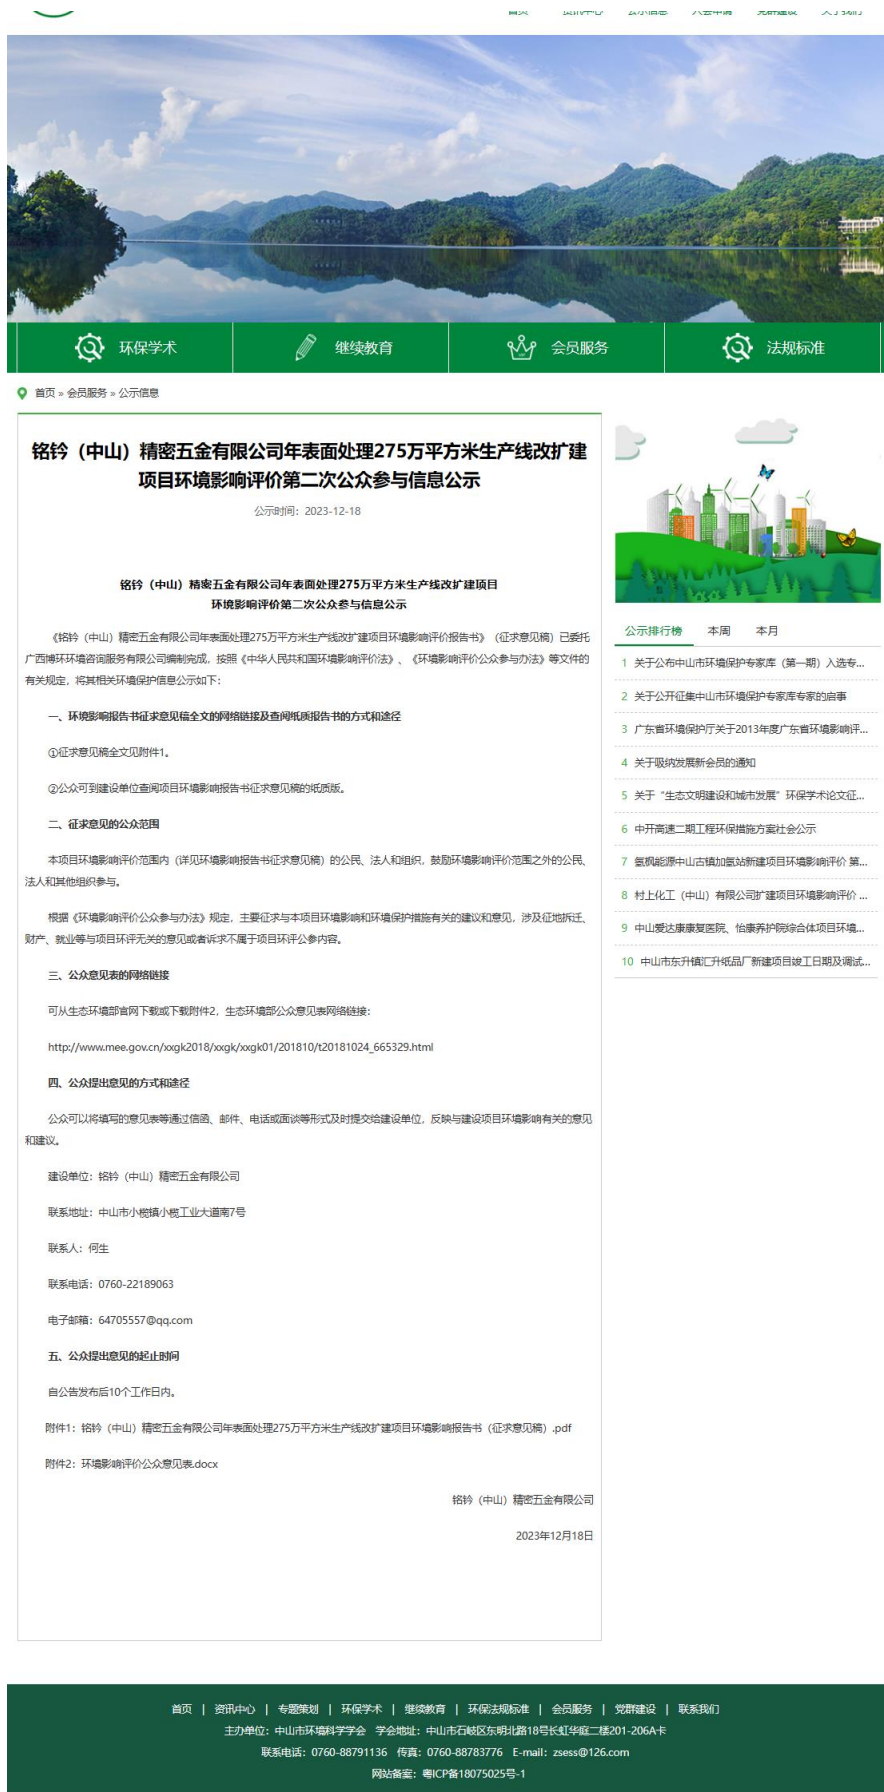 首页 资讯中心 公示信息 入会申请 党群建设 关于我们
环保学术 继续教育 会员服务 法规标准
首页 » 会员服务 » 公示信息
铭钤（中山）精密五金有限公司年表面处理275万平方米生产线改扩建
项目环境影响评价第二次公众参与信息公示
公示时间：2023-12-18
铭钤（中山）精密五金有限公司年表面处理275万平方米生产线改扩建项目
环境影响评价第二次公众参与信息公示
《铭钤（中山）精密五金有限公司年表面处理275万平方米生产线改扩建项目环境影响评价报告书》（征求意见稿）已委托
广西博环环境咨询服务有限公司编制完成，按照《中华人民共和国环境影响评价法》、《环境影响评价公众参与办法》等文件的
有关规定，将其相关环境保护信息公示如下：
一、环境影响报告书征求意见稿全文的网络链接及查阅纸质报告书的方式和途径
①征求意见稿全文见附件1。
②公众可到建设单位查阅项目环境影响报告书征求意见稿的纸质版。
二、征求意见的公众范围
本项目环境影响评价范围内（详见环境影响报告书征求意见稿）的公民、法人和组织，鼓励环境影响评价范围之外的公民、
法人和其他组织参与。
根据《环境影响评价公众参与办法》规定，主要征求与本项目环境影响和环境保护措施有关的建议和意见，涉及征地拆迁、
财产、就业等与项目环评无关的意见或者诉求不属于项目环评公参内容。
三、公众意见表的网络链接
可从生态环境部官网下载或下载附件2，生态环境部公众意见表网络链接：
http://www.mee.gov.cn/xxgk2018/xxgk/xxgk01/201810/t20181024_665329.html
四、公众提出意见的方式和途径
公众可以将填写的意见表等通过信函、邮件、电话或面谈等形式及时提交给建设单位，反映与建设项目环境影响有关的意见
和建议。
建设单位：铭钤（中山）精密五金有限公司
联系地址：中山市小榄镇小榄工业大道南7号
联系人：何生
联系电话：0760-22189063
电子邮箱：64705557@qq.com
五、公众提出意见的起止时间
自公告发布后10个工作日内。
附件1：铭钤（中山）精密五金有限公司年表面处理275万平方米生产线改扩建项目环境影响报告书（征求意见稿）.pdf
附件2：环境影响评价公众意见表.docx
铭钤（中山）精密五金有限公司
2023年12月18日
公示排行榜 本周 本月
1 关于公布中山市环境保护专家库（第一期）入选专...
2 关于公开征集中山市环境保护专家库专家的启事
3 广东省环境保护厅关于2013年度广东省环境影响评...
4 关于吸纳发展新会员的通知
5 关于“生态文明建设和城市发展”环保学术论文征...
6 中开高速二期工程环保措施方案社会公示
7 氢枫能源中山古镇加氢站新建项目环境影响评价 第...
8 村上化工（中山）有限公司扩建项目环境影响评价 ...
9 中山爱达康康复医院、怡康养护院综合体项目环境...
10 中山市东升镇汇升纸品厂新建项目竣工日期及调试...
首页 | 资讯中心 | 专题策划 | 环保学术 | 继续教育 | 环保法规标准 | 会员服务 | 党群建设 | 联系我们
主办单位：中山市环境科学学会 学会地址：中山市石岐区东明北路18号长虹华庭二楼201-206A卡
联系电话：0760-88791136 传真：0760-88783776 E-mail：zsess@126.com
网站备案：粤ICP备18075025号-1